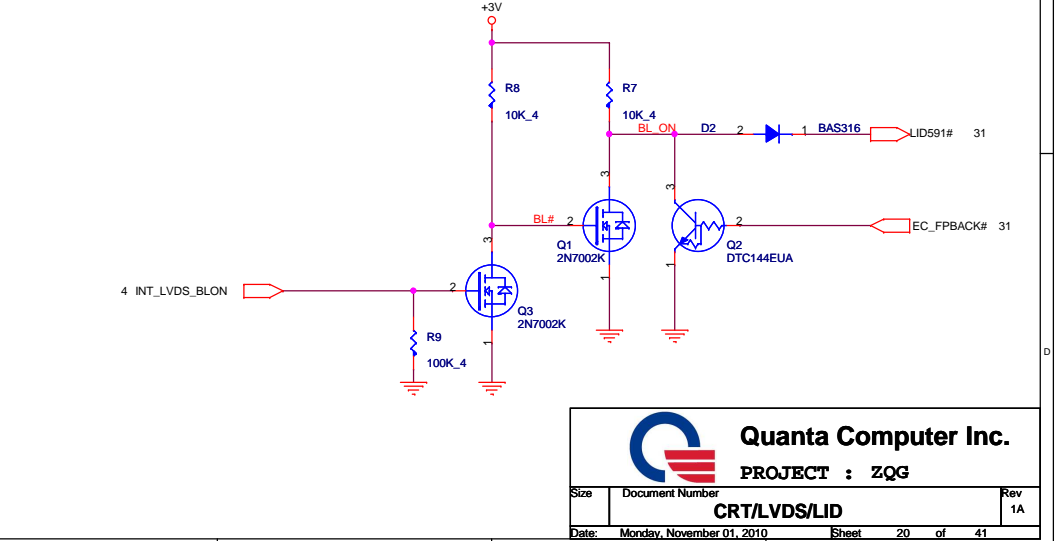 +3V
R8
10K_4
R7
10K_4
BL_ON
D2
2
1
BAS316
LID591#
31
3
3
BL#
2
Q1
2N7002K
1
2
Q2
DTC144EUA
1
EC_FPBACK#
31
3
4
INT_LVDS_BLON
2
Q3
2N7002K
1
R9
100K_4
D
Quanta Computer Inc.
PROJECT : ZQG
Size
Document Number
Rev
CRT/LVDS/LID
1A
Date:
Monday, November 01, 2010
Sheet
20
of
41